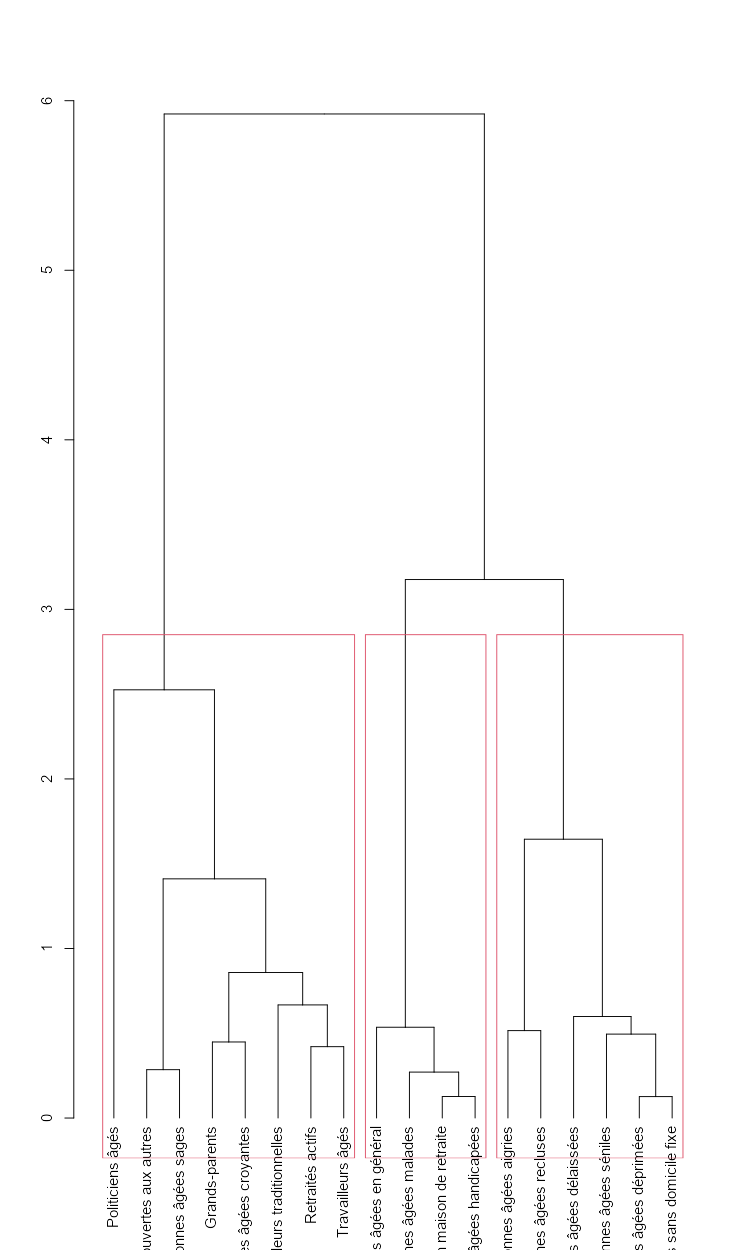 6
5
4
3
2
1
0
Politiciens âgés
ouvertes aux autres
onnes âgées sages
Grands-parents
es âgées croyantes
leurs traditionnelles
Retraités actifs
Travailleurs âgés
s âgées en général
nes âgées malades
n maison de retraite
âgées handicapées
onnes âgées aigries
nes âgées recluses
s âgées délaissées
nnes âgées séniles
s âgées déprimées
s sans domicile fixe